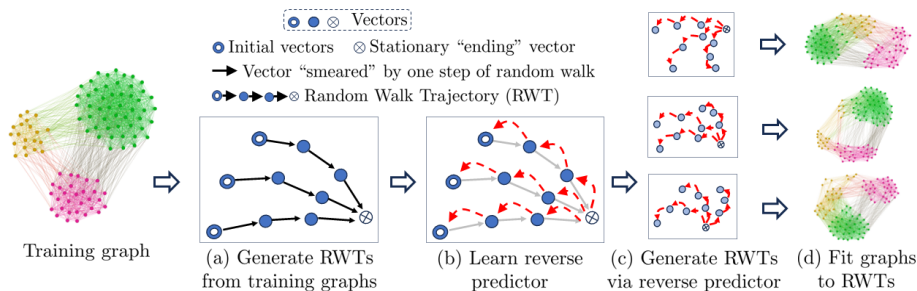 Vectors
Initial vectors
Stationary “ending” vector
Vector “smeared” by one step of random walk
Random Walk Trajectory (RWT)
Training graph
(a) Generate RWTs
from training graphs
(b) Learn reverse
predictor
(c) Generate RWTs
via reverse predictor
(d) Fit graphs
to RWTs